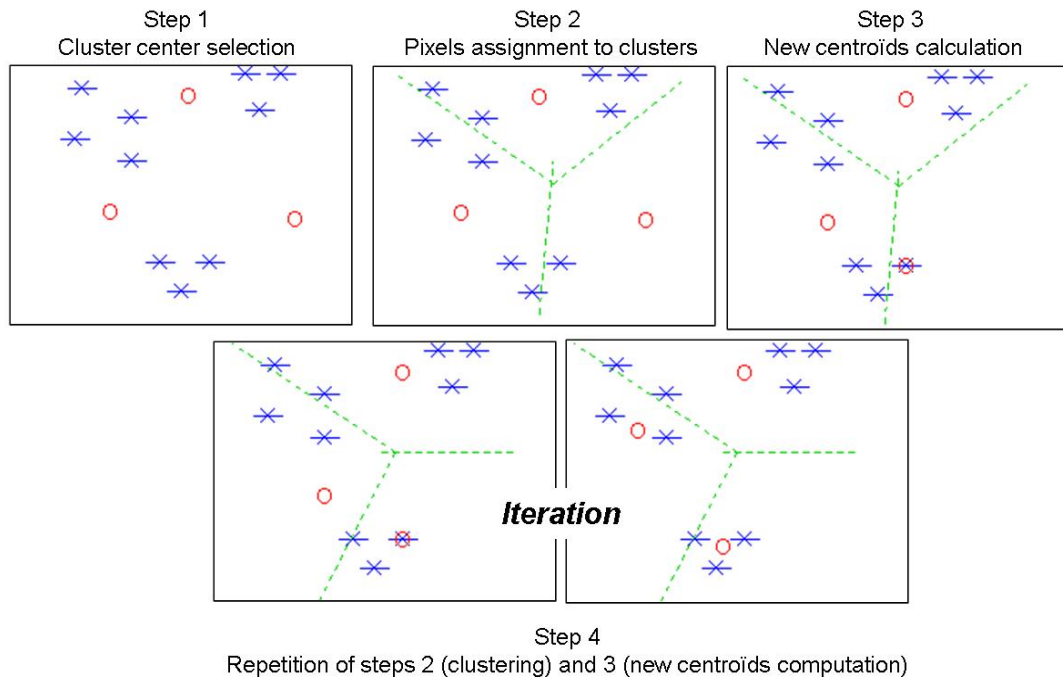 Step 1
Cluster center selection
Step 2
Pixels assignment to clusters
Step 3
New centroïds calculation
Iteration
Step 4
Repetition of steps 2 (clustering) and 3 (new centroïds computation)